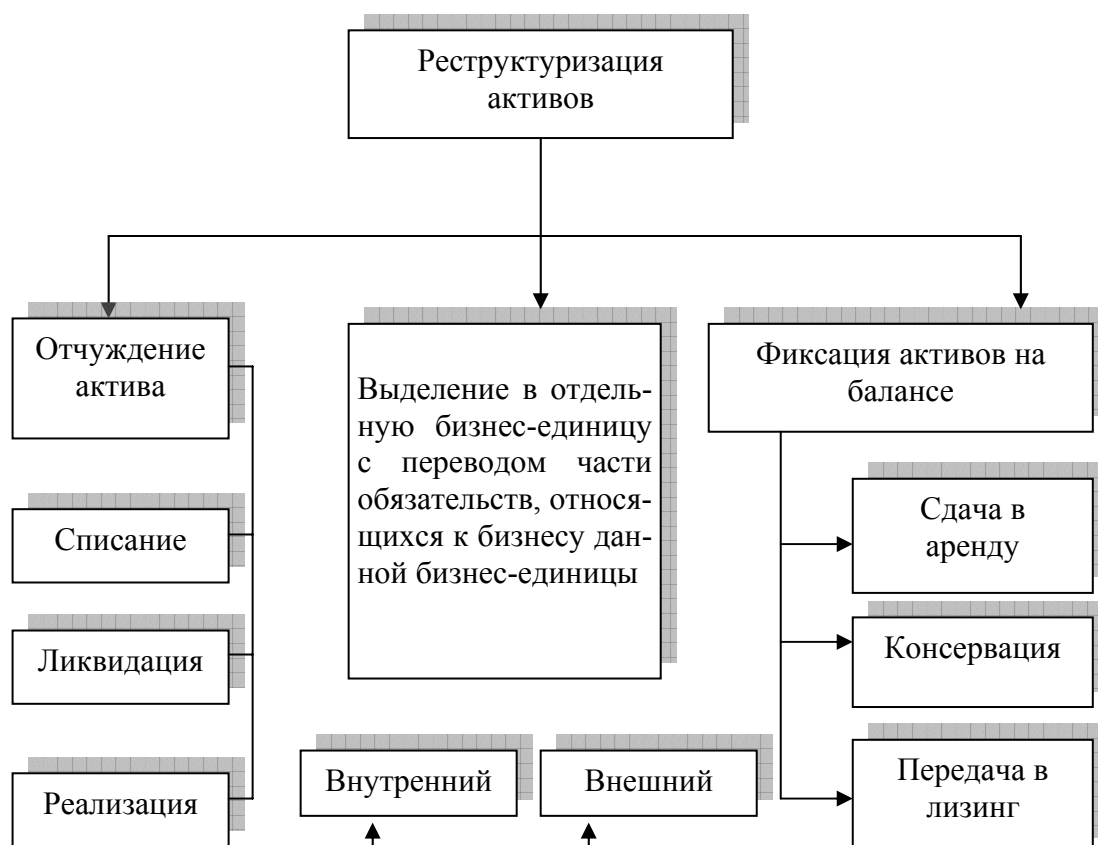 Реструктуризация
активов
Отчуждение
актива
Выделение в отдель-
ную бизнес-единицу
с переводом части
обязательств, относя-
щихся к бизнесу дан-
ной бизнес-единицы
Фиксация активов на
балансе
Списание
Сдача в
аренду
Ликвидация
Консервация
Реализация
Внутренний
Внешний
Передача в
лизинг